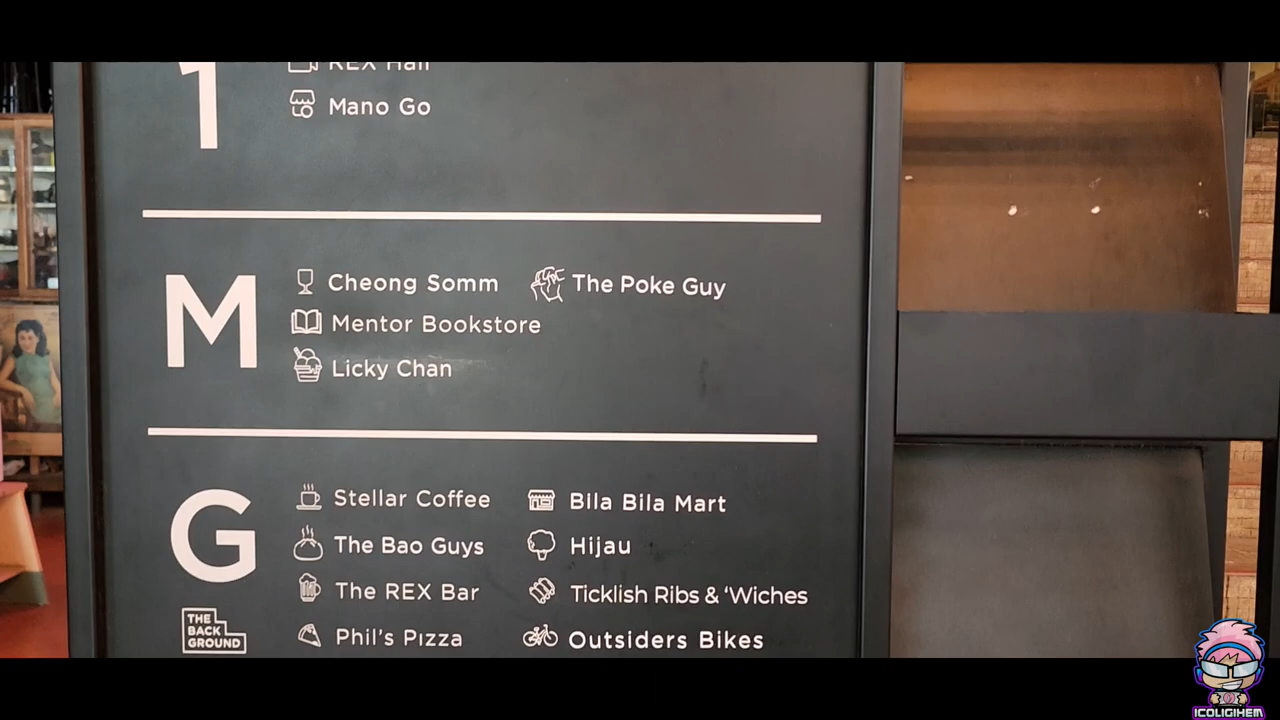 1
REX Hall
Mano Go
M
Cheong Somm
The Poke Guy
Mentor Bookstore
Licky Chan
G
Stellar Coffee
Bila Bila Mart
The Bao Guys
Hijau
The REX Bar
Ticklish Ribs & ‘Wiches
THE
BACK
GROUND
Phil's Pizza
Outsiders Bikes
ICOLIGIHEM